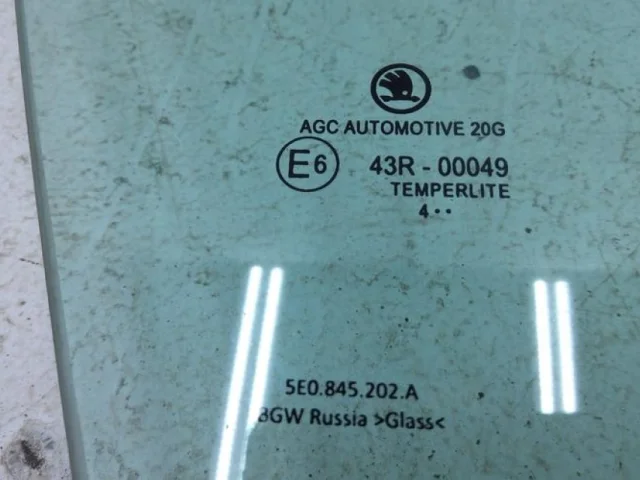 AGC AUTOMOTIVE 20G
E6 43R - 00049
TEMPERLITE
4••
5E0.845.202.A
BGW Russia >Glass<